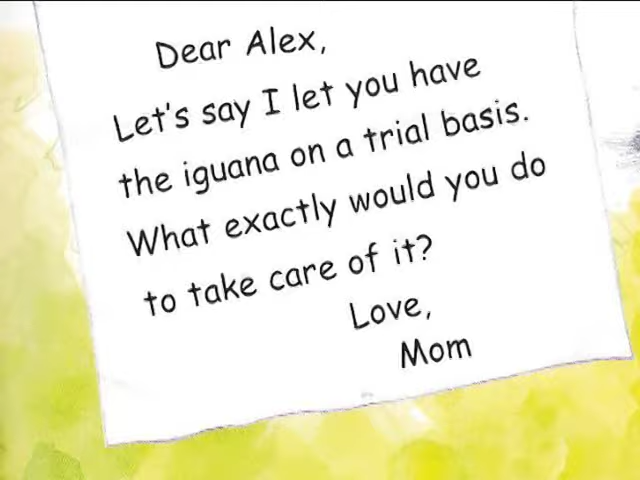 Dear Alex,
Let's say I let you have
the iguana on a trial basis.
What exactly would you do
to take care of it?
Love,
Mom